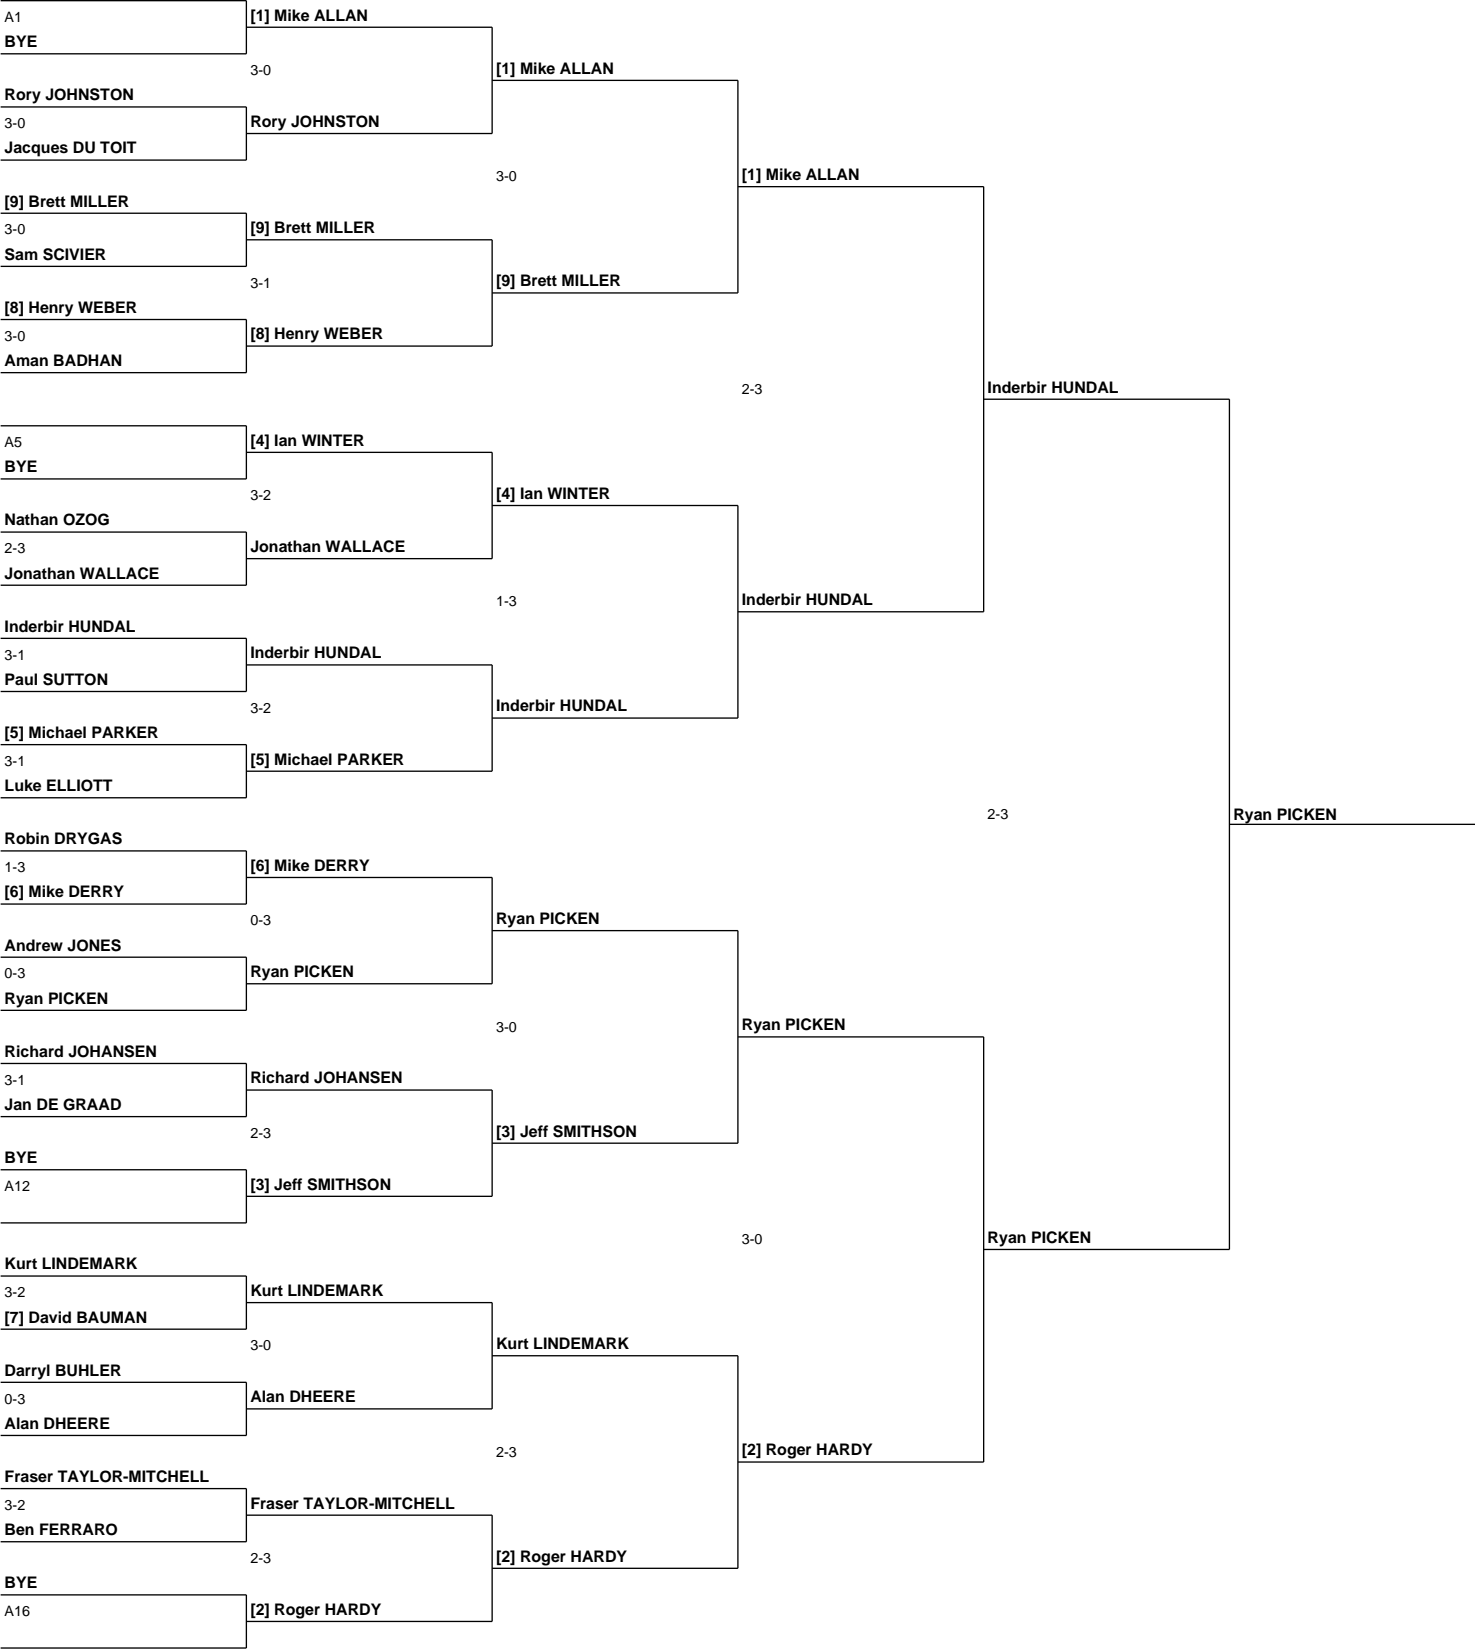 A1
BYE
[1] Mike ALLAN
3-0
[1] Mike ALLAN
Rory JOHNSTON
3-0
Jacques DU TOIT
Rory JOHNSTON
3-0
[1] Mike ALLAN
[9] Brett MILLER
3-0
Sam SCIVIER
[9] Brett MILLER
3-1
[9] Brett MILLER
[8] Henry WEBER
3-0
Aman BADHAN
[8] Henry WEBER
2-3
Inderbir HUNDAL
A5
BYE
[4] Ian WINTER
3-2
[4] Ian WINTER
Nathan OZOG
2-3
Jonathan WALLACE
Jonathan WALLACE
1-3
Inderbir HUNDAL
Inderbir HUNDAL
3-1
Paul SUTTON
Inderbir HUNDAL
3-2
Inderbir HUNDAL
[5] Michael PARKER
3-1
Luke ELLIOTT
[5] Michael PARKER
2-3
Ryan PICKEN
Robin DRYGAS
1-3
[6] Mike DERRY
[6] Mike DERRY
0-3
Ryan PICKEN
Andrew JONES
0-3
Ryan PICKEN
Ryan PICKEN
3-0
Ryan PICKEN
Richard JOHANSEN
3-1
Jan DE GRAAD
Richard JOHANSEN
2-3
[3] Jeff SMITHSON
BYE
A12
[3] Jeff SMITHSON
3-0
Ryan PICKEN
Kurt LINDEMARK
3-2
[7] David BAUMAN
Kurt LINDEMARK
3-0
Kurt LINDEMARK
Darryl BUHLER
0-3
Alan DHEERE
Alan DHEERE
2-3
[2] Roger HARDY
Fraser TAYLOR-MITCHELL
3-2
Ben FERRARO
Fraser TAYLOR-MITCHELL
2-3
[2] Roger HARDY
BYE
A16
[2] Roger HARDY